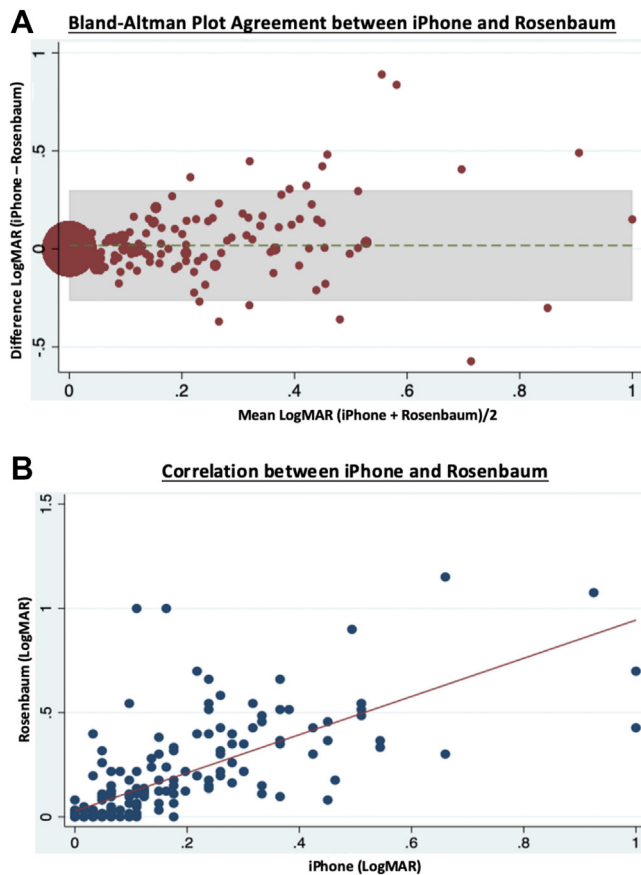 A
Bland-Altman Plot Agreement between iPhone and Rosenbaum
Difference LogMAR (iPhone – Rosenbaum)
1
.5
0
-.5
0 .2 .4 .6 .8 1
Mean LogMAR (iPhone + Rosenbaum)/2
B
Correlation between iPhone and Rosenbaum
Rosenbaum (LogMAR)
1.5
1
.5
0
0 .2 .4 .6 .8 1
iPhone (LogMAR)